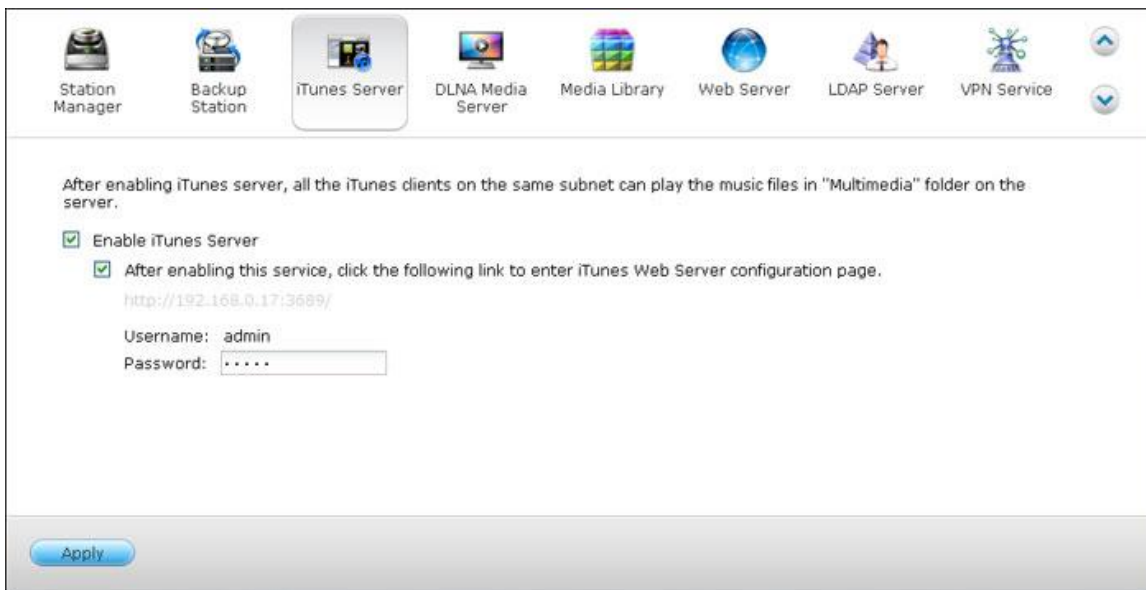 Station Manager
Backup Station
iTunes Server
DLNA Media Server
Media Library
Web Server
LDAP Server
VPN Service
After enabling iTunes server, all the iTunes clients on the same subnet can play the music files in "Multimedia" folder on the
server.
Enable iTunes Server
After enabling this service, click the following link to enter iTunes Web Server configuration page.
http://192.168.0.17:3689/
Username: admin
Password: •••••
Apply